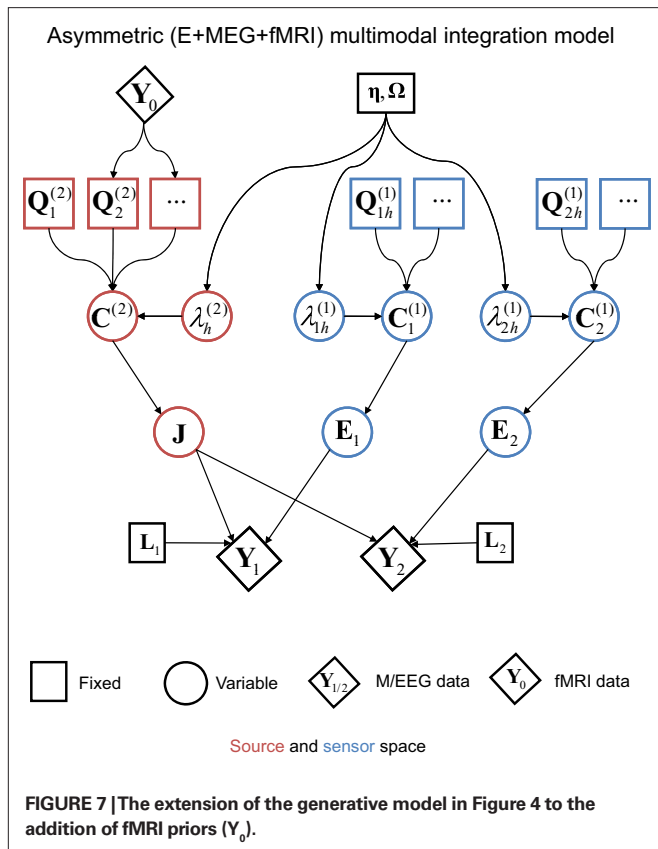 Asymmetric (E+MEG+fMRI) multimodal integration model
Y₀
η, Ω
Q₁⁽²⁾ Q₂⁽²⁾ ... Q₁ₕ⁽¹⁾ ... Q₂ₕ⁽¹⁾ ...
C⁽²⁾ λₕ⁽²⁾ λ₁ₕ⁽¹⁾ C₁⁽¹⁾ λ₂ₕ⁽¹⁾ C₂⁽¹⁾
J E₁ E₂
L₁ Y₁ Y₂ L₂
Fixed Variable Y₁/₂ M/EEG data Y₀ fMRI data
Source and sensor space
FIGURE 7 | The extension of the generative model in Figure 4 to the
addition of fMRI priors (Y₀).